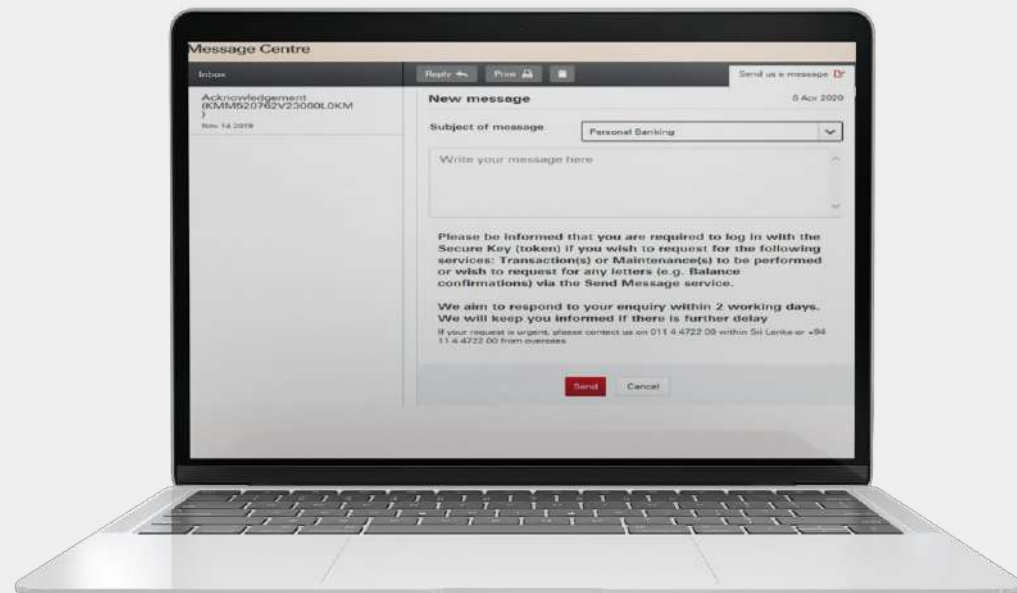 Message Centre
Inbox
Reply
Print
Send us a message
Acknowledgement
(KMM520762V23080L0KM
)
Nov 14 2019
New message
Apr 2020
Subject of message
Personal Banking
Write your message here
Please be informed that you are required to log in with the
Secure Key (token) if you wish to request for the following
services: Transaction(s) or Maintenance(s) to be performed
or wish to request for any letters (e.g. Balance
confirmations) via the Send Message service.
We aim to respond to your enquiry within 2 working days.
We will keep you informed if there is further delay
If your request is urgent, please contact us on 011 4 4722 00 within Sri Lanka or +94
11 4 4722 00 from overseas.
Send
Cancel